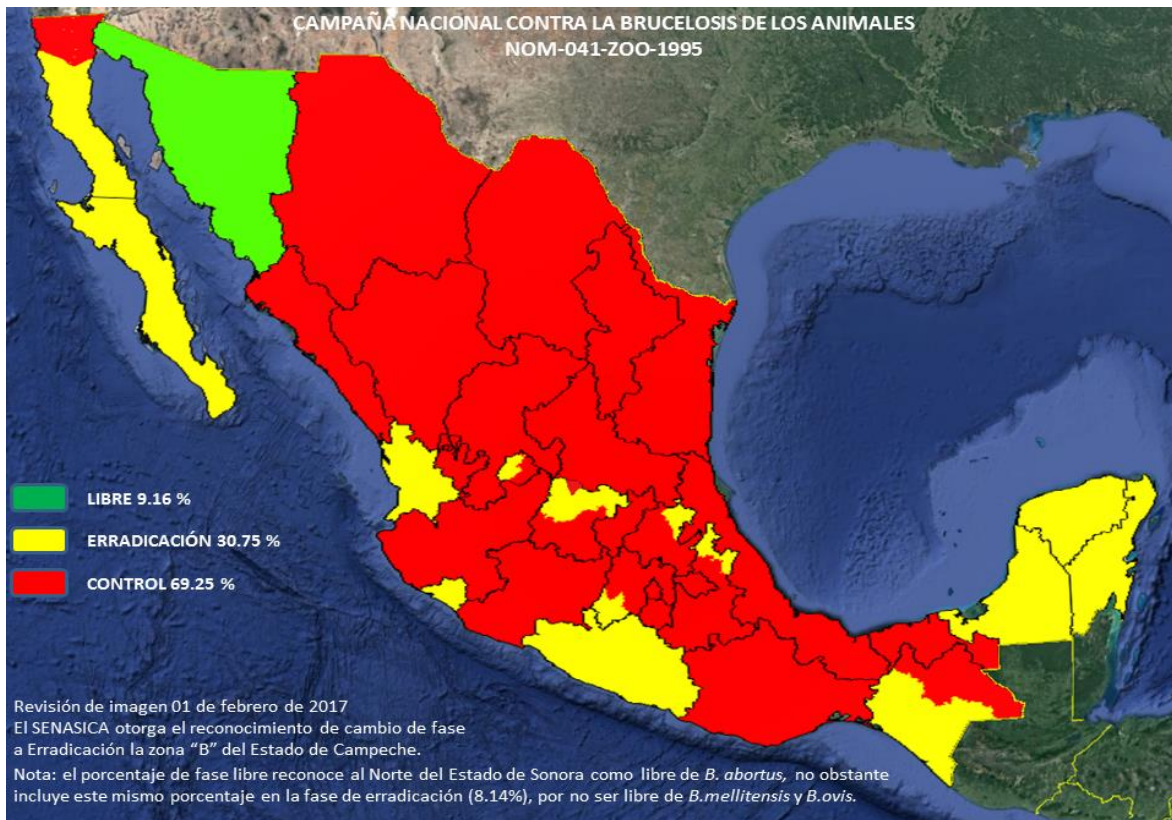 CAMPAÑA NACIONAL CONTRA LA BRUCELOSIS DE LOS ANIMALES
NOM-041-ZOO-1995
LIBRE 9.16 %
ERRADICACIÓN 30.75 %
CONTROL 69.25 %
Revisión de imagen 01 de febrero de 2017
El SENASICA otorga el reconocimiento de cambio de fase
a Erradicación la zona “B” del Estado de Campeche.
Nota: el porcentaje de fase libre reconoce al Norte del Estado de Sonora como libre de B. abortus, no obstante
incluye este mismo porcentaje en la fase de erradicación (8.14%), por no ser libre de B.mellitensis y B.ovis.